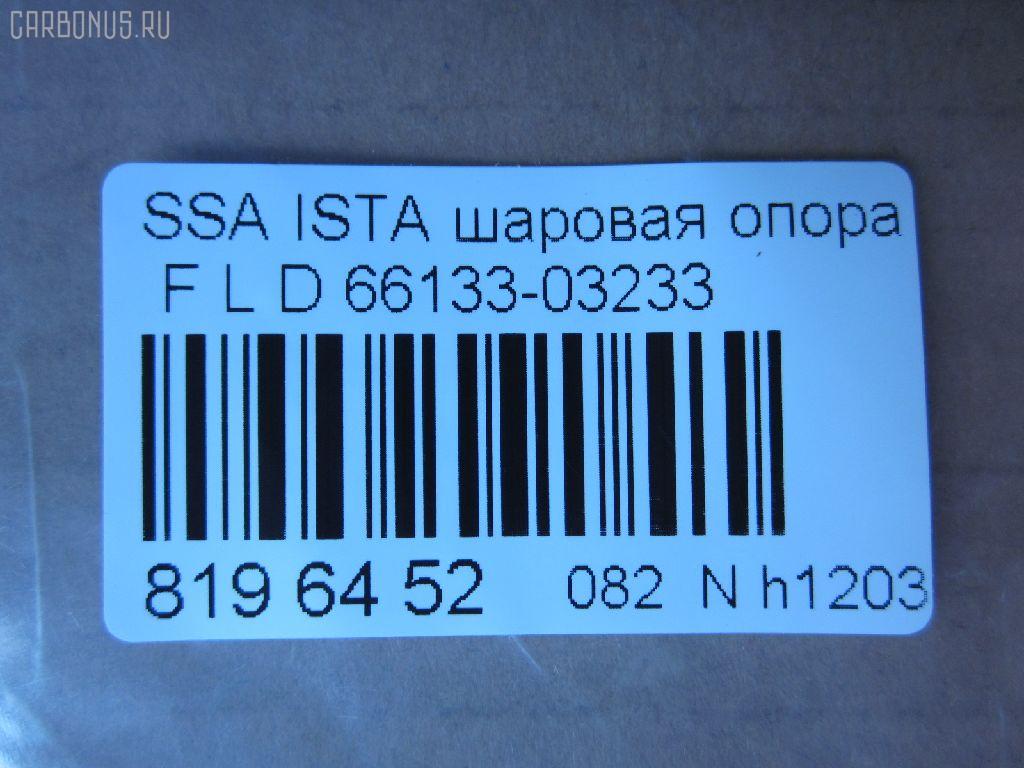 CARBONUS.RU
SSA ISTA шаровая опора
F L D 66133-03233
819 64 52 082 N h1203